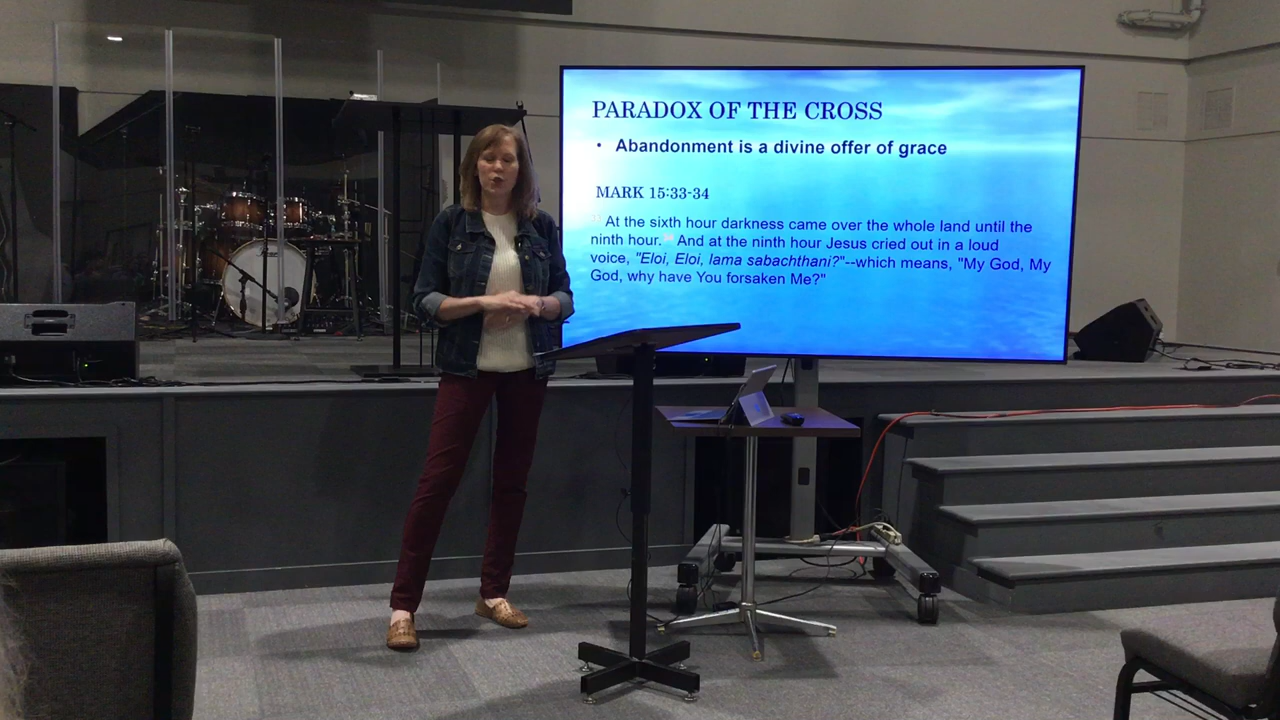 PARADOX OF THE CROSS
• Abandonment is a divine offer of grace
MARK 15:33-34
33 At the sixth hour darkness came over the whole land until the
ninth hour. And at the ninth hour Jesus cried out in a loud
voice, "Eloi, Eloi, lama sabachthani?"--which means, "My God, My
God, why have You forsaken Me?"